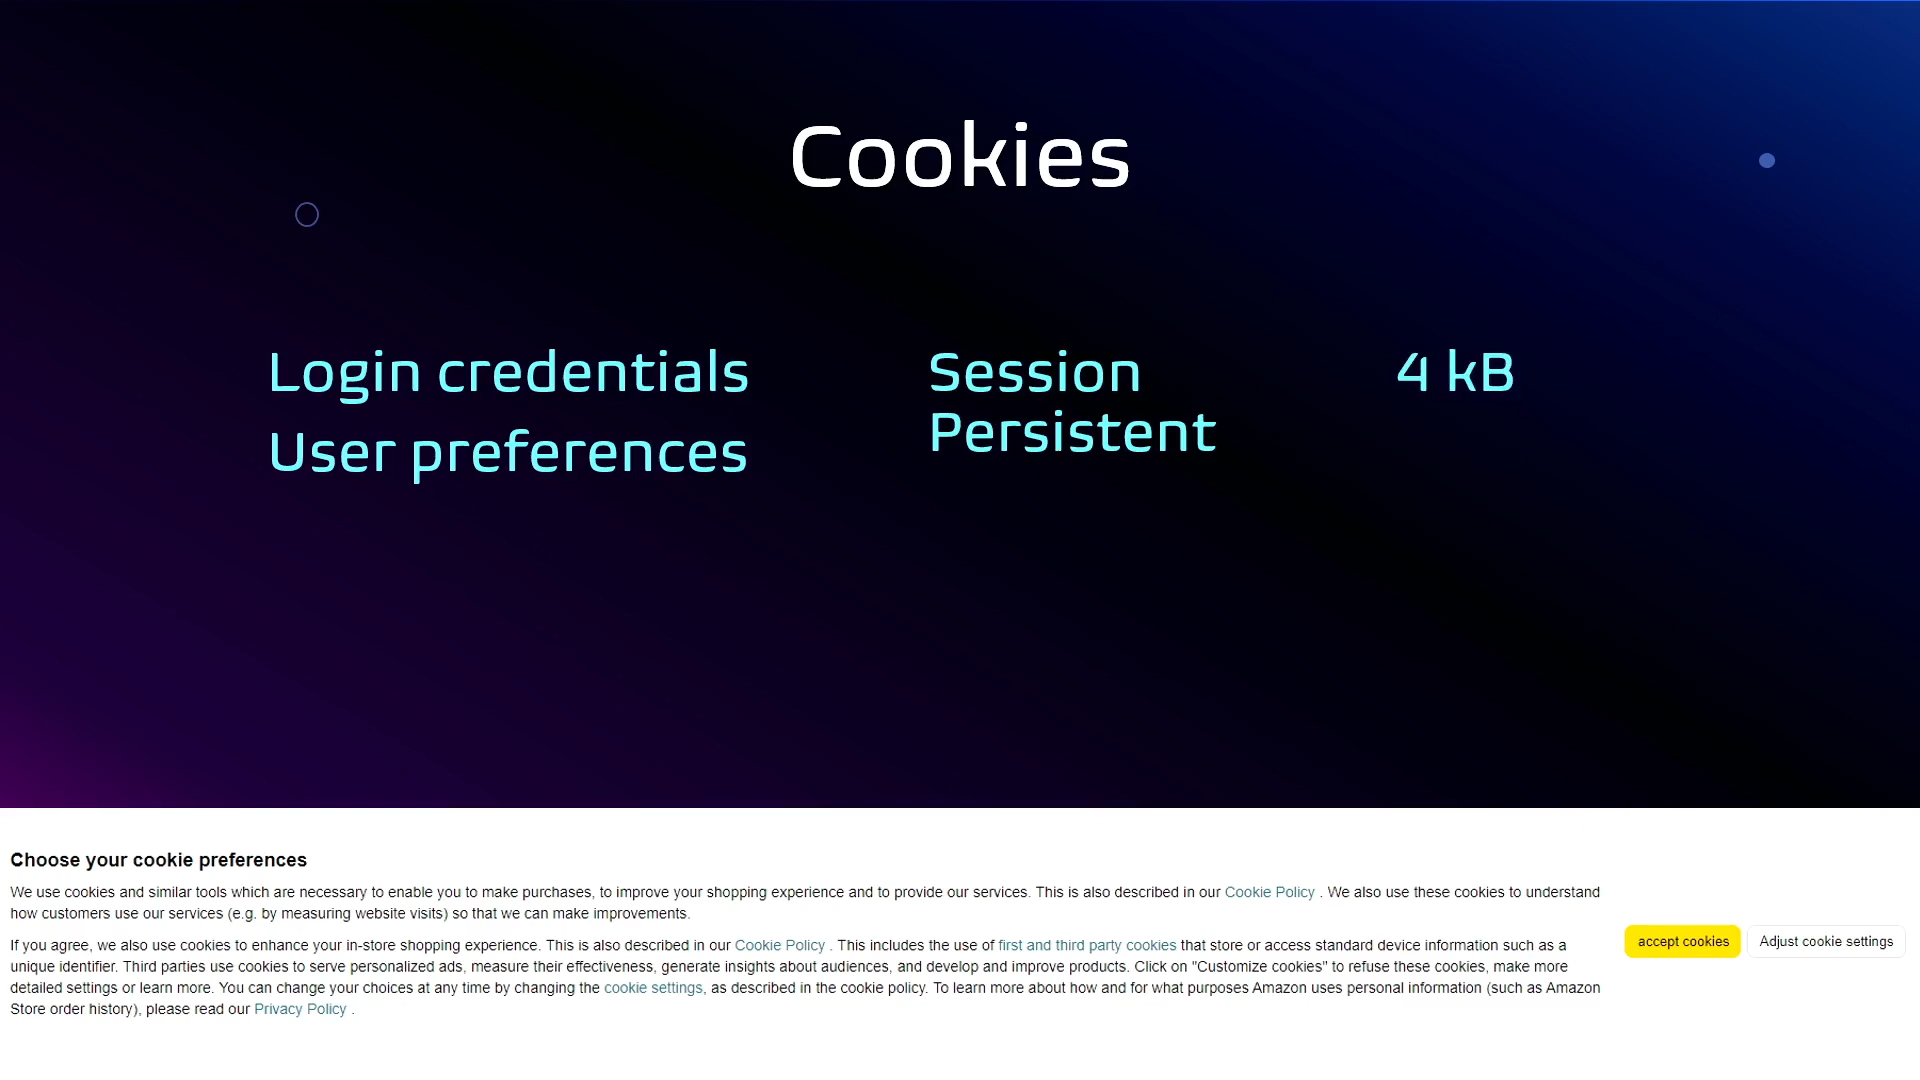 Cookies
Login credentials
User preferences
Session
Persistent
4 kB
Choose your cookie preferences
We use cookies and similar tools which are necessary to enable you to make purchases, to improve your shopping experience and to provide our services. This is also described in our Cookie Policy . We also use these cookies to understand
how customers use our services (e.g. by measuring website visits) so that we can make improvements.
If you agree, we also use cookies to enhance your in-store shopping experience. This is also described in our Cookie Policy . This includes the use of first and third party cookies that store or access standard device information such as a
unique identifier. Third parties use cookies to serve personalized ads, measure their effectiveness, generate insights about audiences, and develop and improve products. Click on "Customize cookies" to refuse these cookies, make more
detailed settings or learn more. You can change your choices at any time by changing the cookie settings, as described in the cookie policy. To learn more about how and for what purposes Amazon uses personal information (such as Amazon
Store order history), please read our Privacy Policy .
accept cookies
Adjust cookie settings